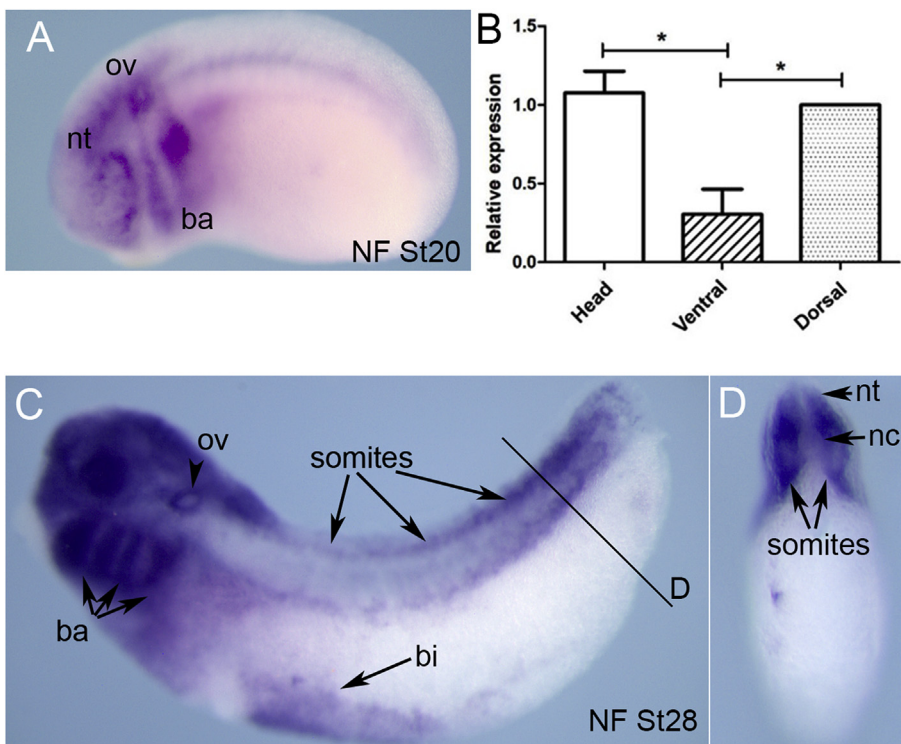 A
ov
nt
ba
NF St20
B
Relative expression
1.5
1.0
0.5
0.0
*
*
Head
Ventral
Dorsal
C
ov
somites
ba
bi
D
NF St28
D
nt
nc
somites